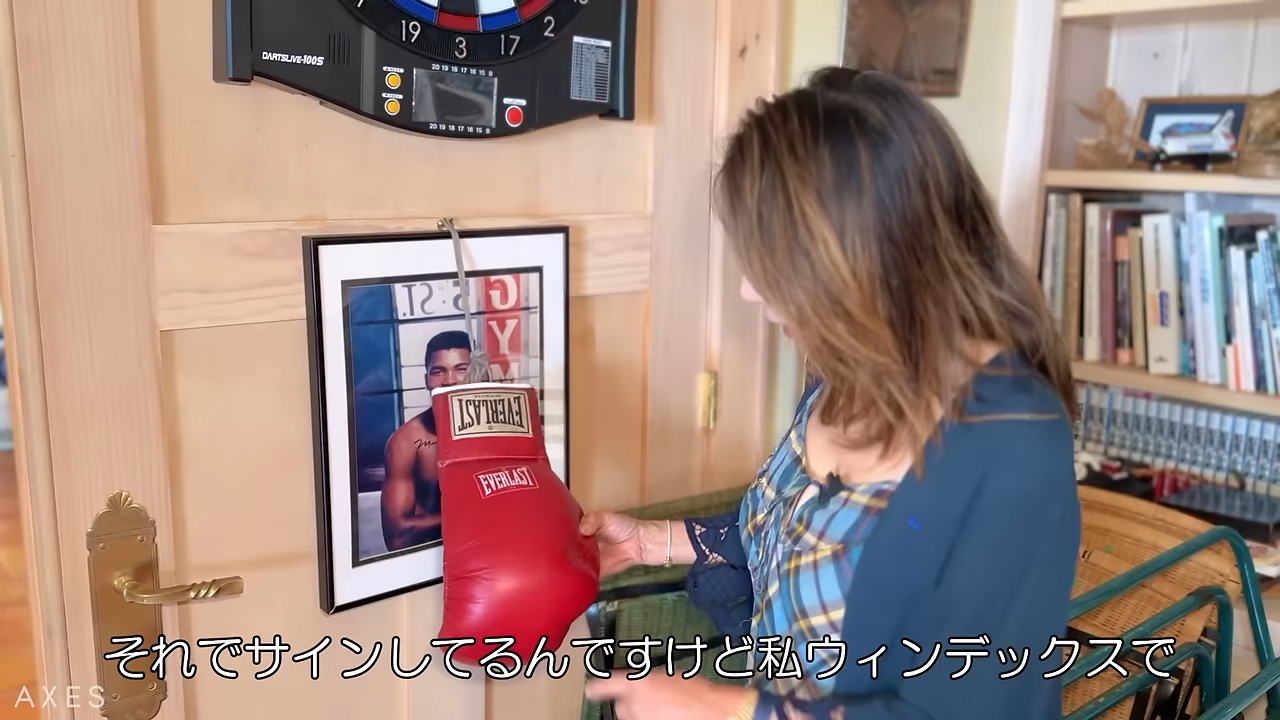 19 3 17 2
DARTSLIVE-100S
20 19 18 17 16 15 B
20 19 18 17 16 15 B
5 ST.
GYM
EVERLAST
EVERLAST
それでサインしてるんですけど私ウィンデックスで
AXES